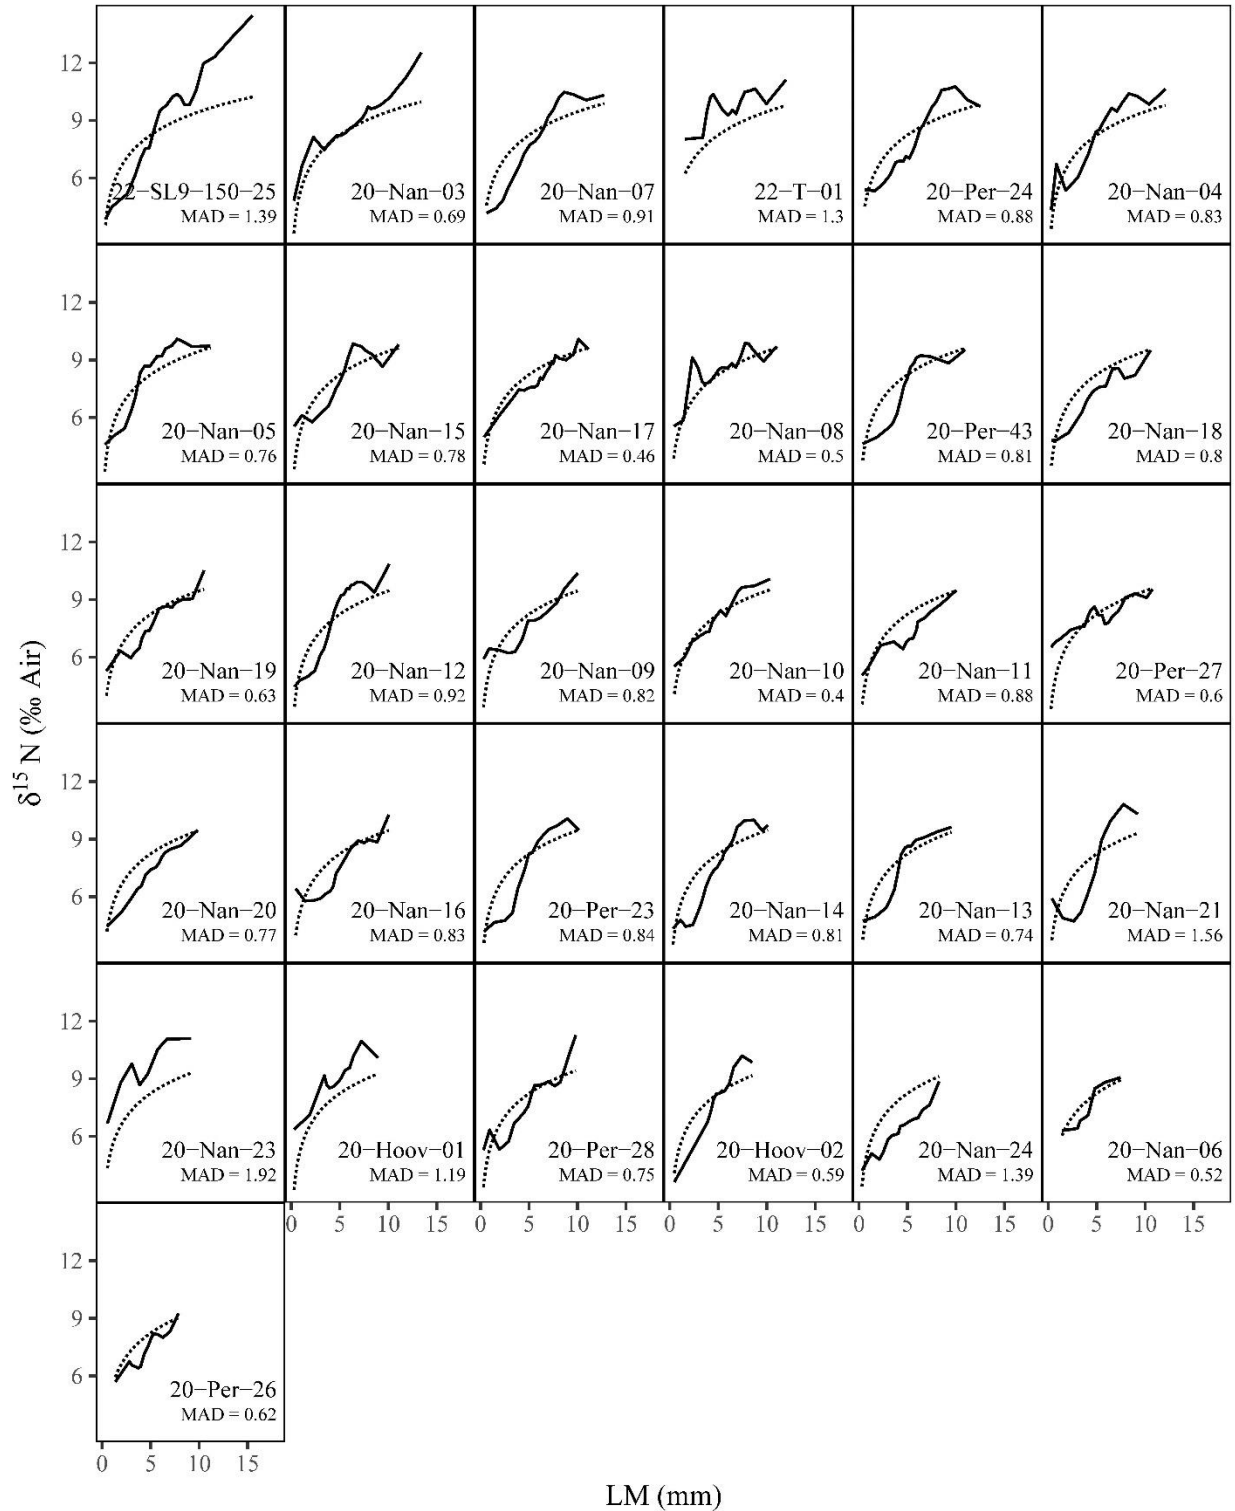 12
9
6
22−SL9−150−25
MAD = 1.39
20−Nan−03
MAD = 0.69
20−Nan−07
MAD = 0.91
22−T−01
MAD = 1.3
20−Per−24
MAD = 0.88
20−Nan−04
MAD = 0.83
12
9
6
20−Nan−05
MAD = 0.76
20−Nan−15
MAD = 0.78
20−Nan−17
MAD = 0.46
20−Nan−08
MAD = 0.5
20−Per−43
MAD = 0.81
20−Nan−18
MAD = 0.8
12
9
6
20−Nan−19
MAD = 0.63
20−Nan−12
MAD = 0.92
20−Nan−09
MAD = 0.82
20−Nan−10
MAD = 0.4
20−Nan−11
MAD = 0.88
20−Per−27
MAD = 0.6
δ15 N (‰ Air)
12
9
6
20−Nan−20
MAD = 0.77
20−Nan−16
MAD = 0.83
20−Per−23
MAD = 0.84
20−Nan−14
MAD = 0.81
20−Nan−13
MAD = 0.74
20−Nan−21
MAD = 1.56
12
9
6
20−Nan−23
MAD = 1.92
20−Hoov−01
MAD = 1.19
20−Per−28
MAD = 0.75
20−Hoov−02
MAD = 0.59
20−Nan−24
MAD = 1.39
20−Nan−06
MAD = 0.52
0 5 10 15
0 5 10 15
0 5 10 15
0 5 10 15
0 5 10 15
12
9
6
20−Per−26
MAD = 0.62
0 5 10 15
LM (mm)